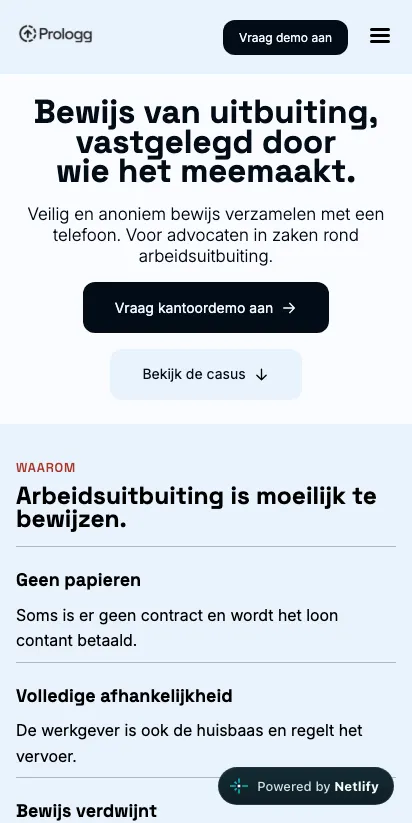 Prologg
Vraag demo aan
Bewijs van uitbuiting,
vastgelegd door
wie het meemaakt.
Veilig en anoniem bewijs verzamelen met een
telefoon. Voor advocaten in zaken rond
arbeidsuitbuiting.
Vraag kantoordemo aan →
Bekijk de casus ↓
WAAROM
Arbeidsuitbuiting is moeilijk te
bewijzen.
Geen papieren
Soms is er geen contract en wordt het loon
contant betaald.
Volledige afhankelijkheid
De werkgever is ook de huisbaas en regelt het
vervoer.
Powered by Netlify
Bewijs verdwijnt